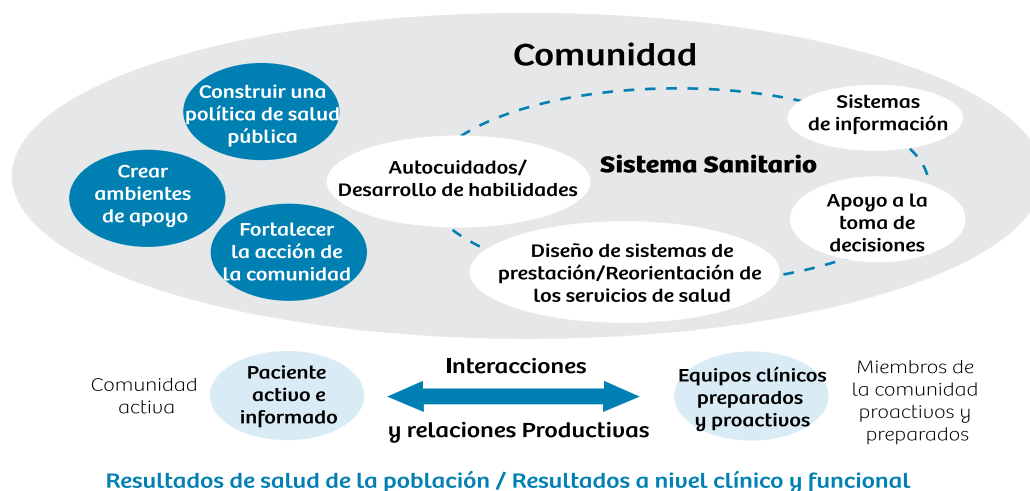 Comunidad
Construir una
política de salud
pública
Crear
ambientes
de apoyo
Fortalecer
la acción de
la comunidad
Autocuidados/
Desarrollo de habilidades
Sistema Sanitario
Sistemas
de información
Apoyo a la
toma de
decisiones
Diseño de sistemas de
prestación/Reorientación de
los servicios de salud
Comunidad
activa
Paciente
activo e
informado
Interacciones
y relaciones Productivas
Equipos clínicos
preparados
y proactivos
Miembros de
la comunidad
proactivos y
preparados
Resultados de salud de la población / Resultados a nivel clínico y funcional